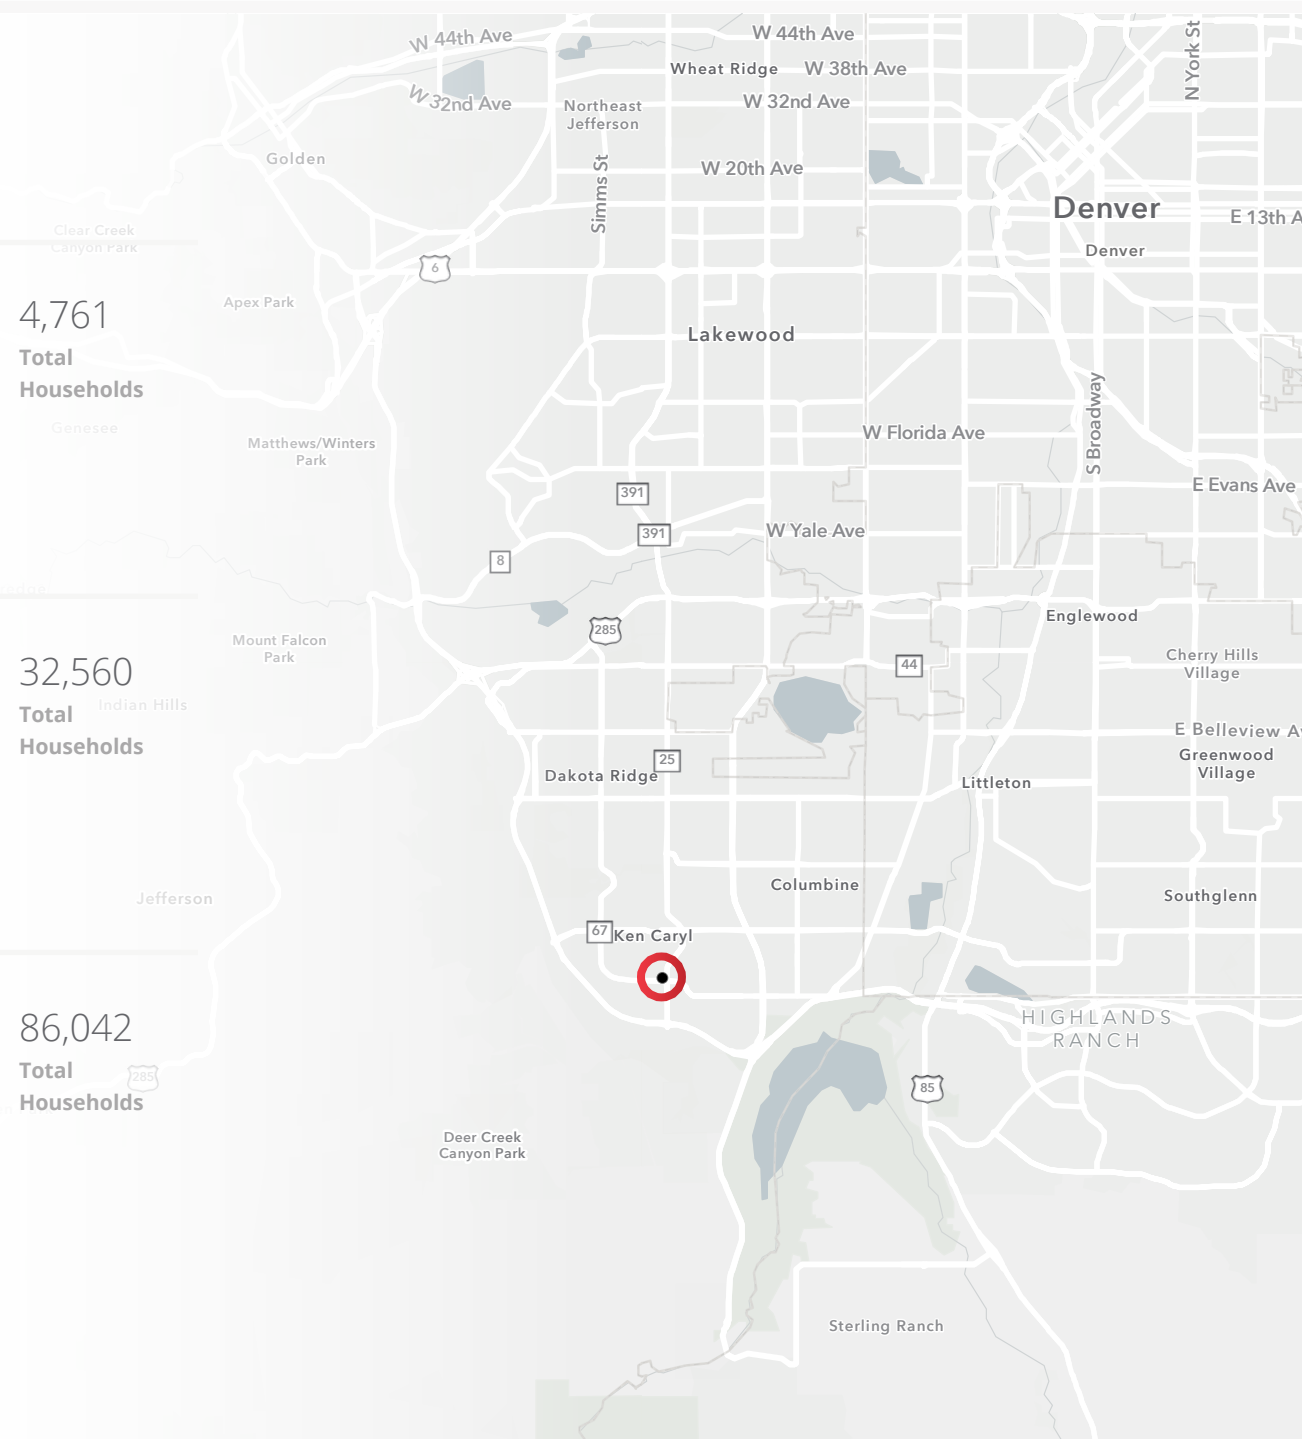 W 44th Ave
W 44th Ave
N York St
Wheat Ridge
W 38th Ave
W 32nd Ave
W 32nd Ave
Northeast
Jefferson
Golden
W 20th Ave
Simms St
Denver
E 13th A
Clear Creek
Canyon Park
Denver
6
Apex Park
4,761
Total
Households
Lakewood
S Broadway
Genesee
Matthews/Winters
Park
W Florida Ave
391
E Evans Ave
391
W Yale Ave
8
285
Englewood
Mount Falcon
Park
32,560
Total
Households
44
Cherry Hills
Village
Indian Hills
E Belleview Av
25
Dakota Ridge
Greenwood
Village
Littleton
Columbine
Jefferson
Southglenn
67
Ken Caryl
86,042
Total
Households
HIGHLANDS
RANCH
285
85
Deer Creek
Canyon Park
Sterling Ranch